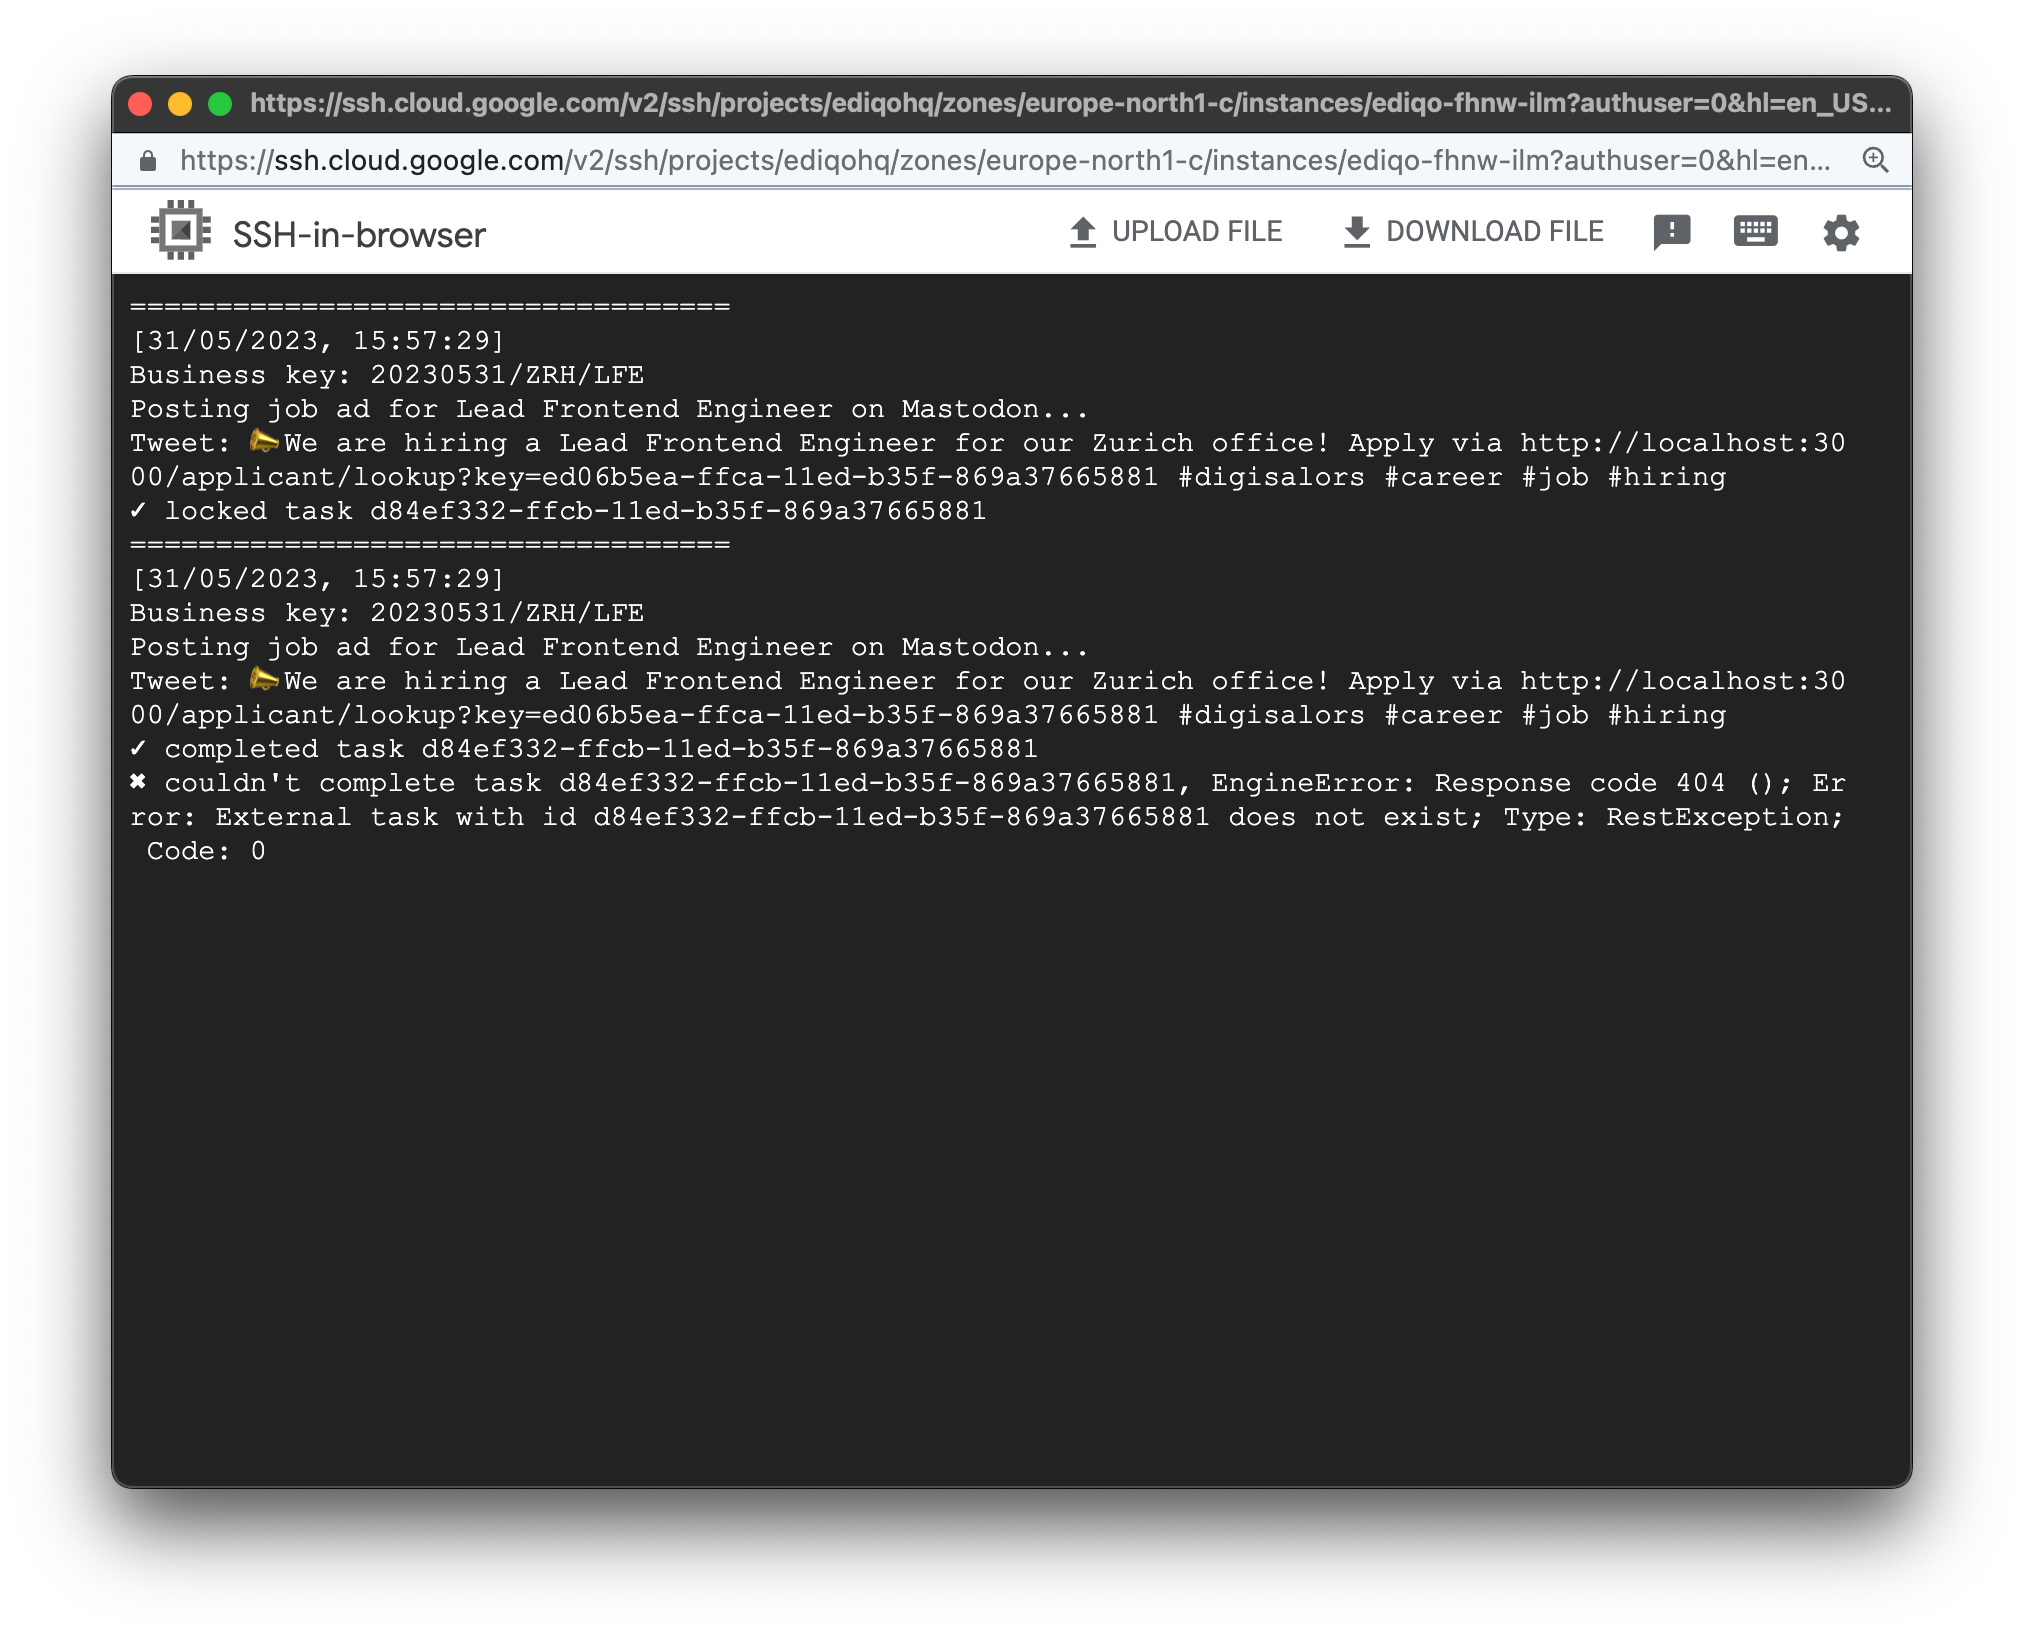 https://ssh.cloud.google.com/v2/ssh/projects/ediqohq/zones/europe-north1-c/instances/ediqo-fhnw-ilm?authuser=0&hl=en_US...
https://ssh.cloud.google.com/v2/ssh/projects/ediqohq/zones/europe-north1-c/instances/ediqo-fhnw-ilm?authuser=0&hl=en...
SSH-in-browser UPLOAD FILE DOWNLOAD FILE
===================================
[31/05/2023, 15:57:29]
Business key: 20230531/ZRH/LFE
Posting job ad for Lead Frontend Engineer on Mastodon...
Tweet: 📣We are hiring a Lead Frontend Engineer for our Zurich office! Apply via http://localhost:30
00/applicant/lookup?key=ed06b5ea-ffca-11ed-b35f-869a37665881 #digisalors #career #job #hiring
✓ locked task d84ef332-ffcb-11ed-b35f-869a37665881
===================================
[31/05/2023, 15:57:29]
Business key: 20230531/ZRH/LFE
Posting job ad for Lead Frontend Engineer on Mastodon...
Tweet: 📣We are hiring a Lead Frontend Engineer for our Zurich office! Apply via http://localhost:30
00/applicant/lookup?key=ed06b5ea-ffca-11ed-b35f-869a37665881 #digisalors #career #job #hiring
✓ completed task d84ef332-ffcb-11ed-b35f-869a37665881
✖ couldn't complete task d84ef332-ffcb-11ed-b35f-869a37665881, EngineError: Response code 404 (); Er
ror: External task with id d84ef332-ffcb-11ed-b35f-869a37665881 does not exist; Type: RestException;
 Code: 0